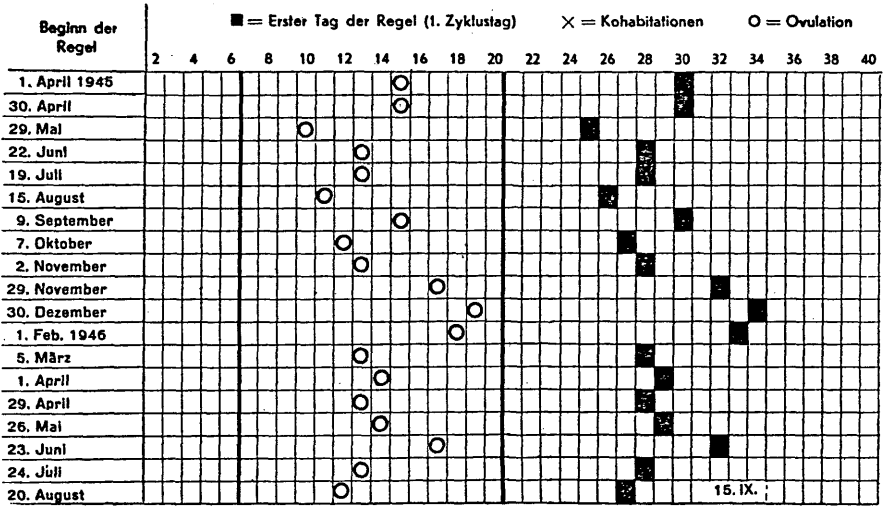 Beginn der
Regel
■ = Erster Tag der Regel (1. Zyklustag) × = Kohabitationen O = Ovulation
2 4 6 8 10 12 14 16 18 20 22 24 26 28 30 32 34 36 38 40
1. April 1945
30. April
29. Mai
22. Juni
19. Juli
15. August
9. September
7. Oktober
2. November
29. November
30. Dezember
1. Feb. 1946
5. März
1. April
29. April
26. Mai
23. Juni
24. Juli
20. August
15. IX.